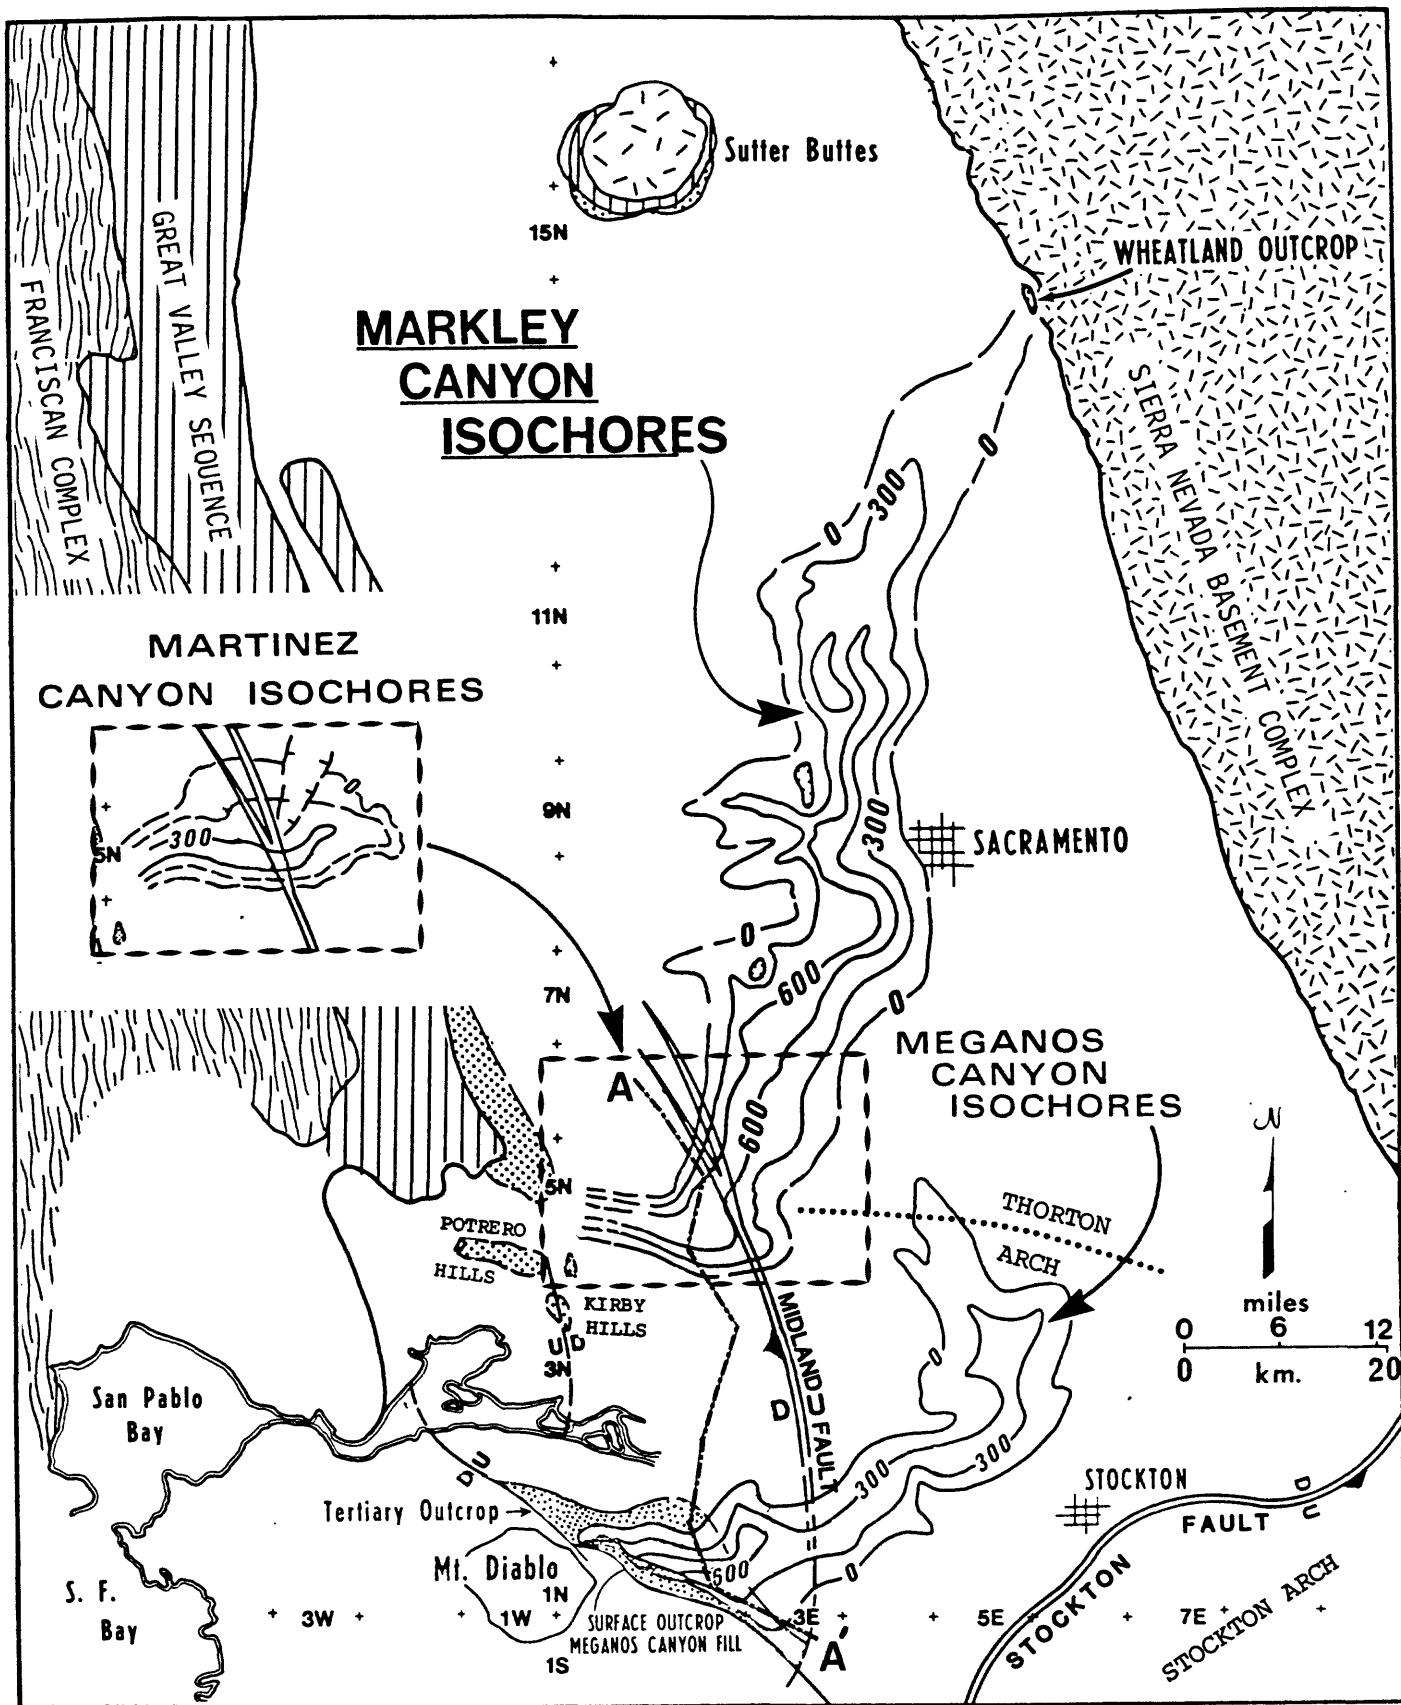 Sutter Buttes
15N
WHEATLAND OUTCROP
GREAT VALLEY SEQUENCE
FRANCISCAN COMPLEX
MARKLEY
CANYON
ISOCHORES
SIERRA NEVADA BASEMENT COMPLEX
0
300
0
11N
MARTINEZ
CANYON ISOCHORES
0
300
5N
9N
300
SACRAMENTO
0
600
7N
0
MEGANOS
CANYON
ISOCHORES
A
600
N
5N
THORTON
ARCH
POTRERO
HILLS
KIRBY
HILLS
U D
3N
MIDLAND FAULT
U
D
miles
0 6 12
0 km. 20
San Pablo
Bay
0
D U
300
300
STOCKTON
D U
STOCKTON FAULT
STOCKTON ARCH
Tertiary Outcrop
Mt. Diablo
600
0
1N
S. F.
Bay
3W
1W
3E
5E
7E
SURFACE OUTCROP
MEGANOS CANYON FILL
A'
1S